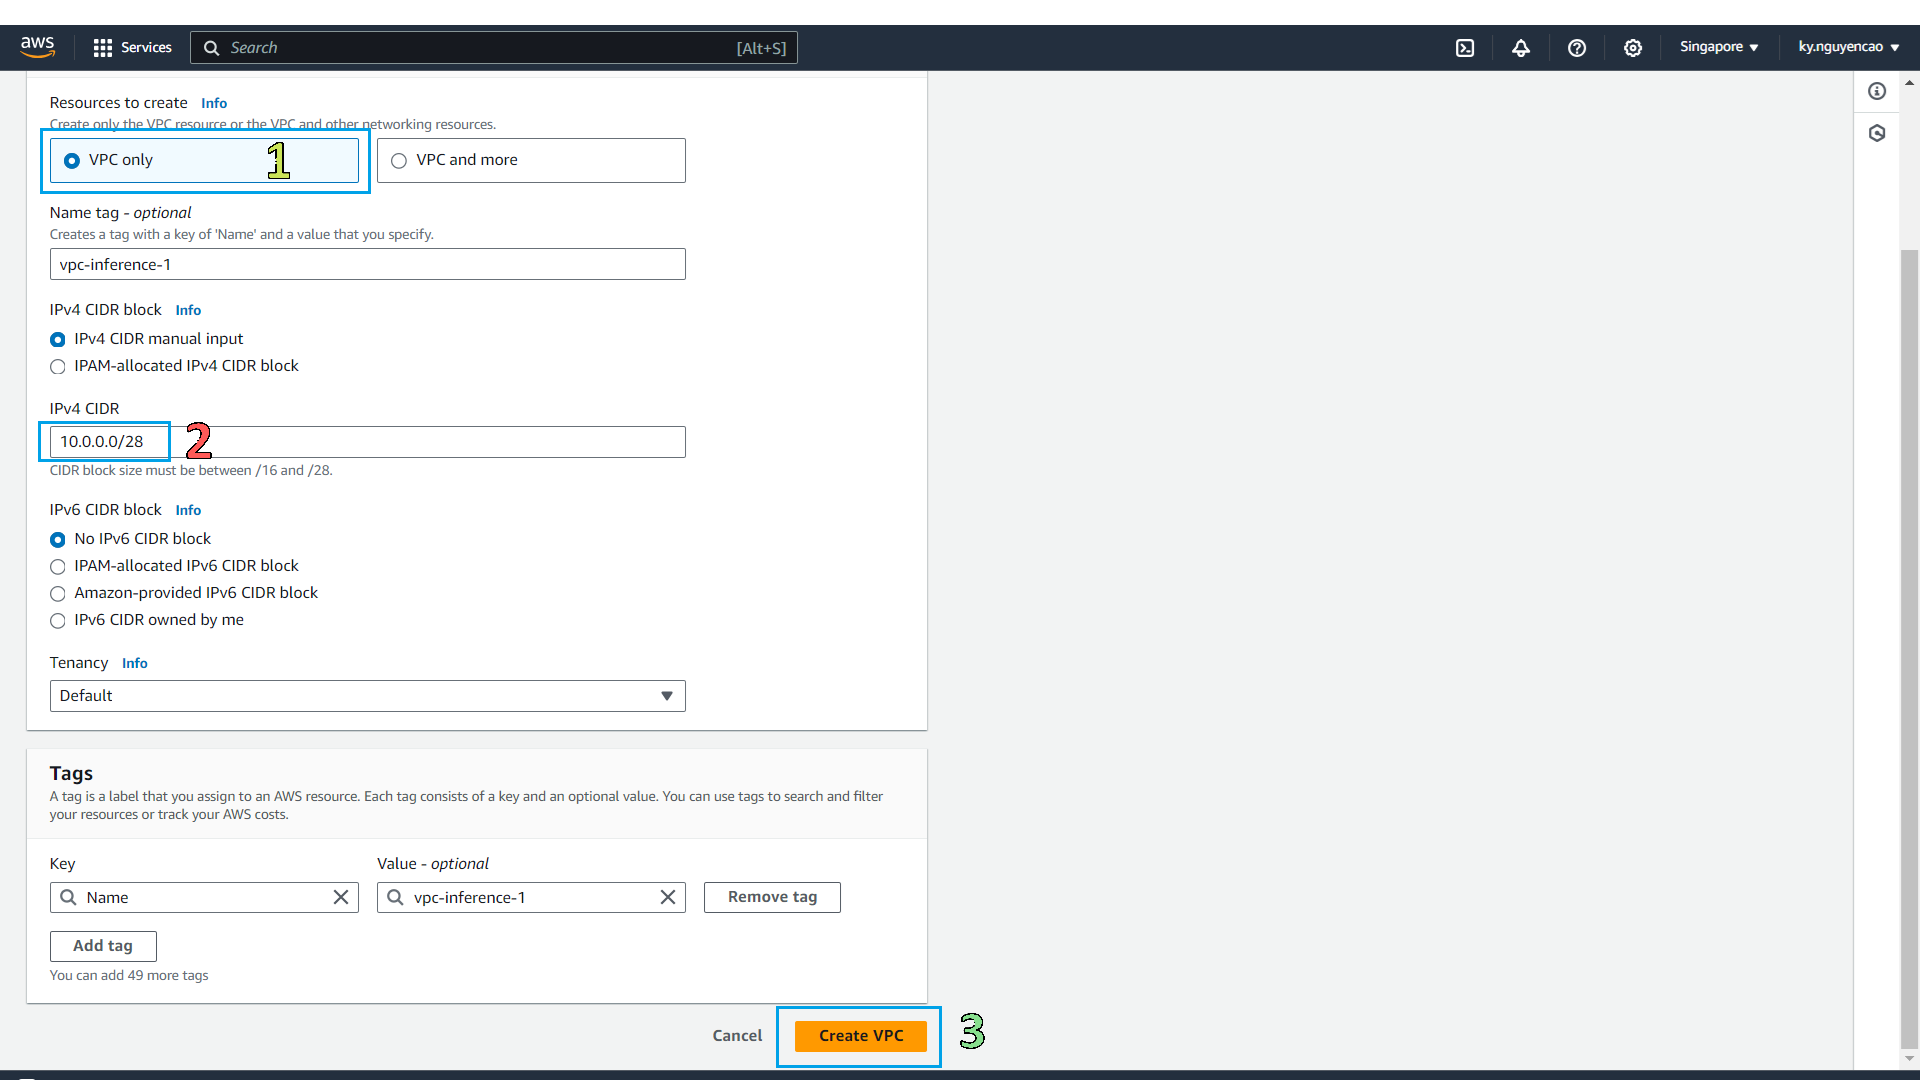 aws Services Search [Alt+S] Singapore ky.nguyencao
Resources to create Info
Create only the VPC resource or the VPC and other networking resources.
VPC only 1 VPC and more
Name tag - optional
Creates a tag with a key of 'Name' and a value that you specify.
vpc-inference-1
IPv4 CIDR block Info
IPv4 CIDR manual input
IPAM-allocated IPv4 CIDR block
IPv4 CIDR
10.0.0.0/28 2
CIDR block size must be between /16 and /28.
IPv6 CIDR block Info
No IPv6 CIDR block
IPAM-allocated IPv6 CIDR block
Amazon-provided IPv6 CIDR block
IPv6 CIDR owned by me
Tenancy Info
Default
Tags
A tag is a label that you assign to an AWS resource. Each tag consists of a key and an optional value. You can use tags to search and filter
your resources or track your AWS costs.
Key Value - optional
Name vpc-inference-1 Remove tag
Add tag
You can add 49 more tags
Cancel Create VPC 3